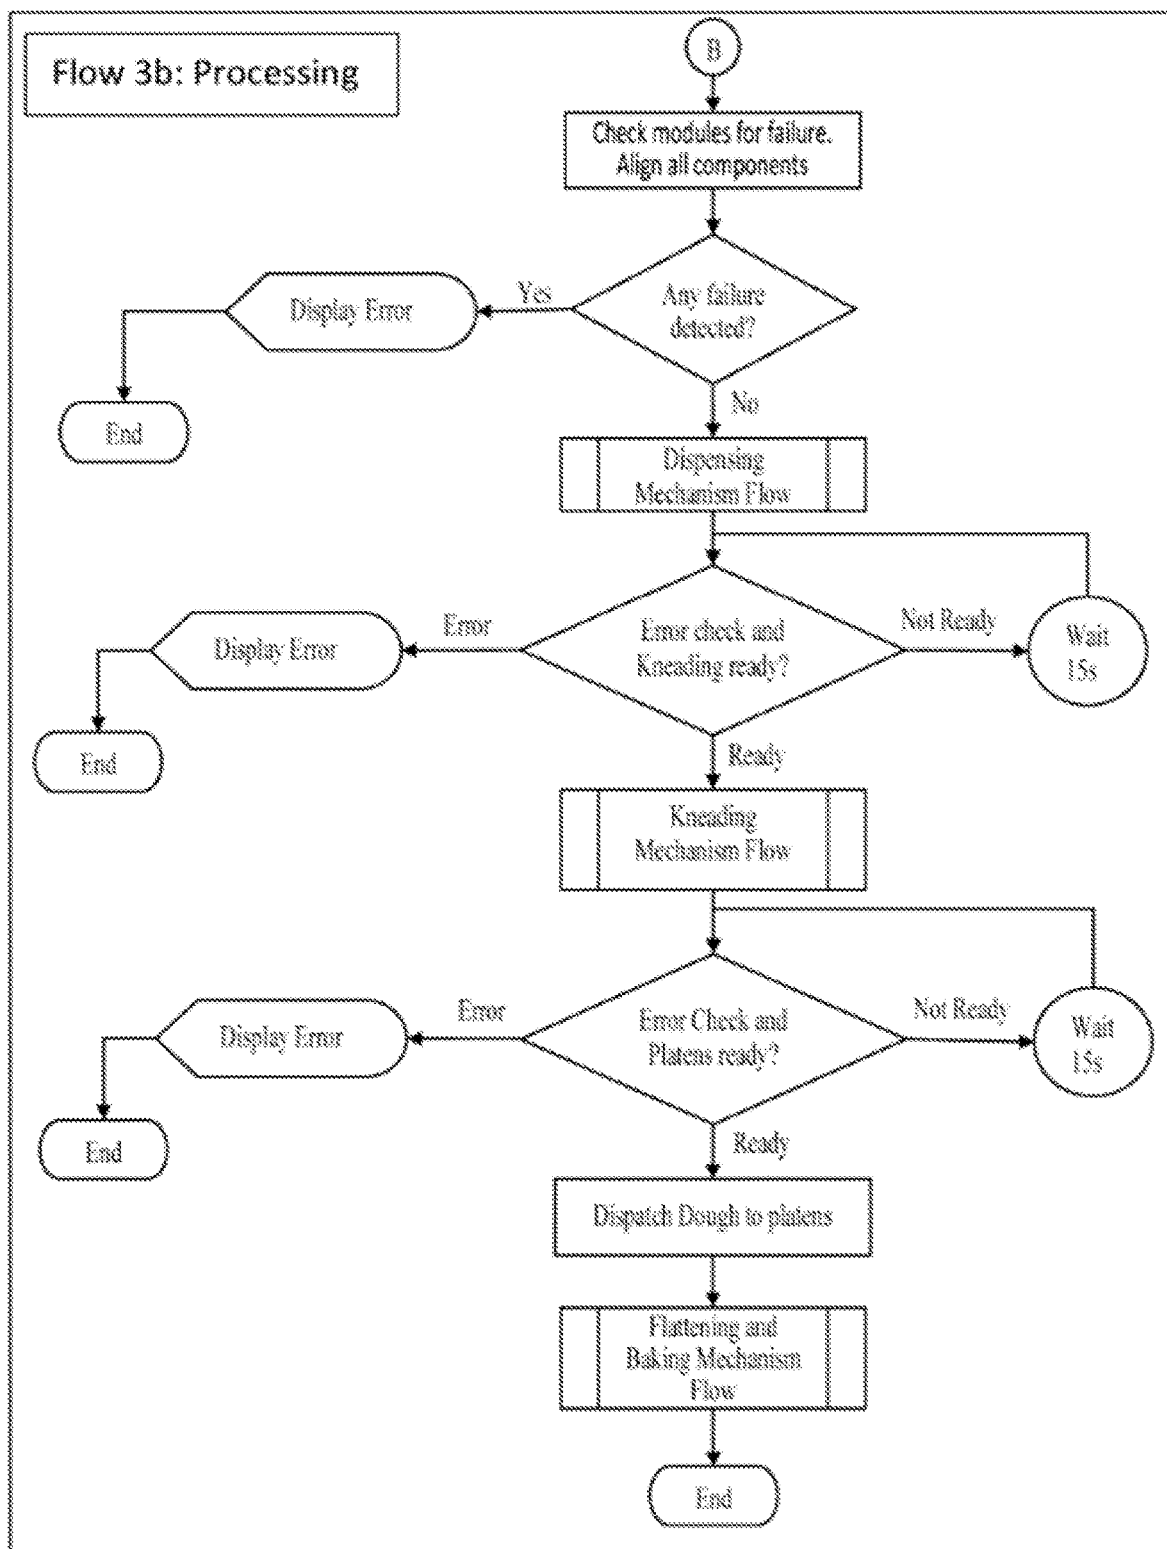 Flow 3b: Processing
B
Check modules for failure.
Align all components
Any failure
detected?
Yes
Display Error
End
No
Dispensing
Mechanism Flow
Error check and
Kneading ready?
Error
Display Error
End
Not Ready
Wait
15s
Ready
Kneading
Mechanism Flow
Error Check and
Platens ready?
Error
Display Error
End
Not Ready
Wait
15s
Ready
Dispatch Dough to platens
Flattening and
Baking Mechanism
Flow
End